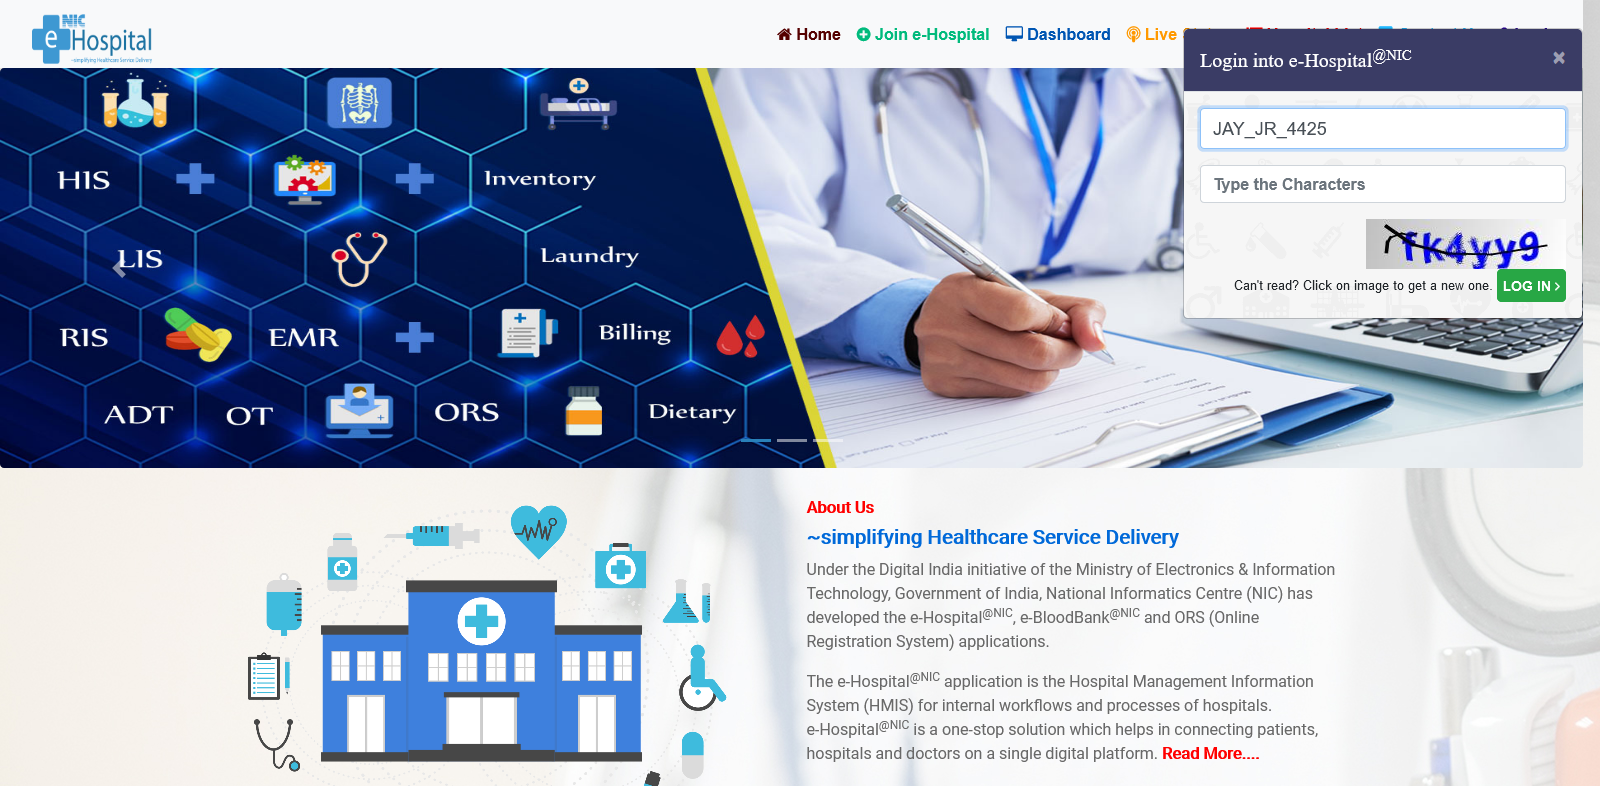 NIC
e Hospital
~simplifying Healthcare Service Delivery
Home
Join e-Hospital
Dashboard
Live
Login into e-Hospital@NIC
×
JAY_JR_4425
Type the Characters
Can't read? Click on image to get a new one.
LOG IN >
HIS
Inventory
LIS
Laundry
RIS
EMR
Billing
ADT
OT
ORS
Dietary
About Us
~simplifying Healthcare Service Delivery
Under the Digital India initiative of the Ministry of Electronics & Information
Technology, Government of India, National Informatics Centre (NIC) has
developed the e-Hospital@NIC, e-BloodBank@NIC and ORS (Online
Registration System) applications.
The e-Hospital@NIC application is the Hospital Management Information
System (HMIS) for internal workflows and processes of hospitals.
e-Hospital@NIC is a one-stop solution which helps in connecting patients,
hospitals and doctors on a single digital platform. Read More....